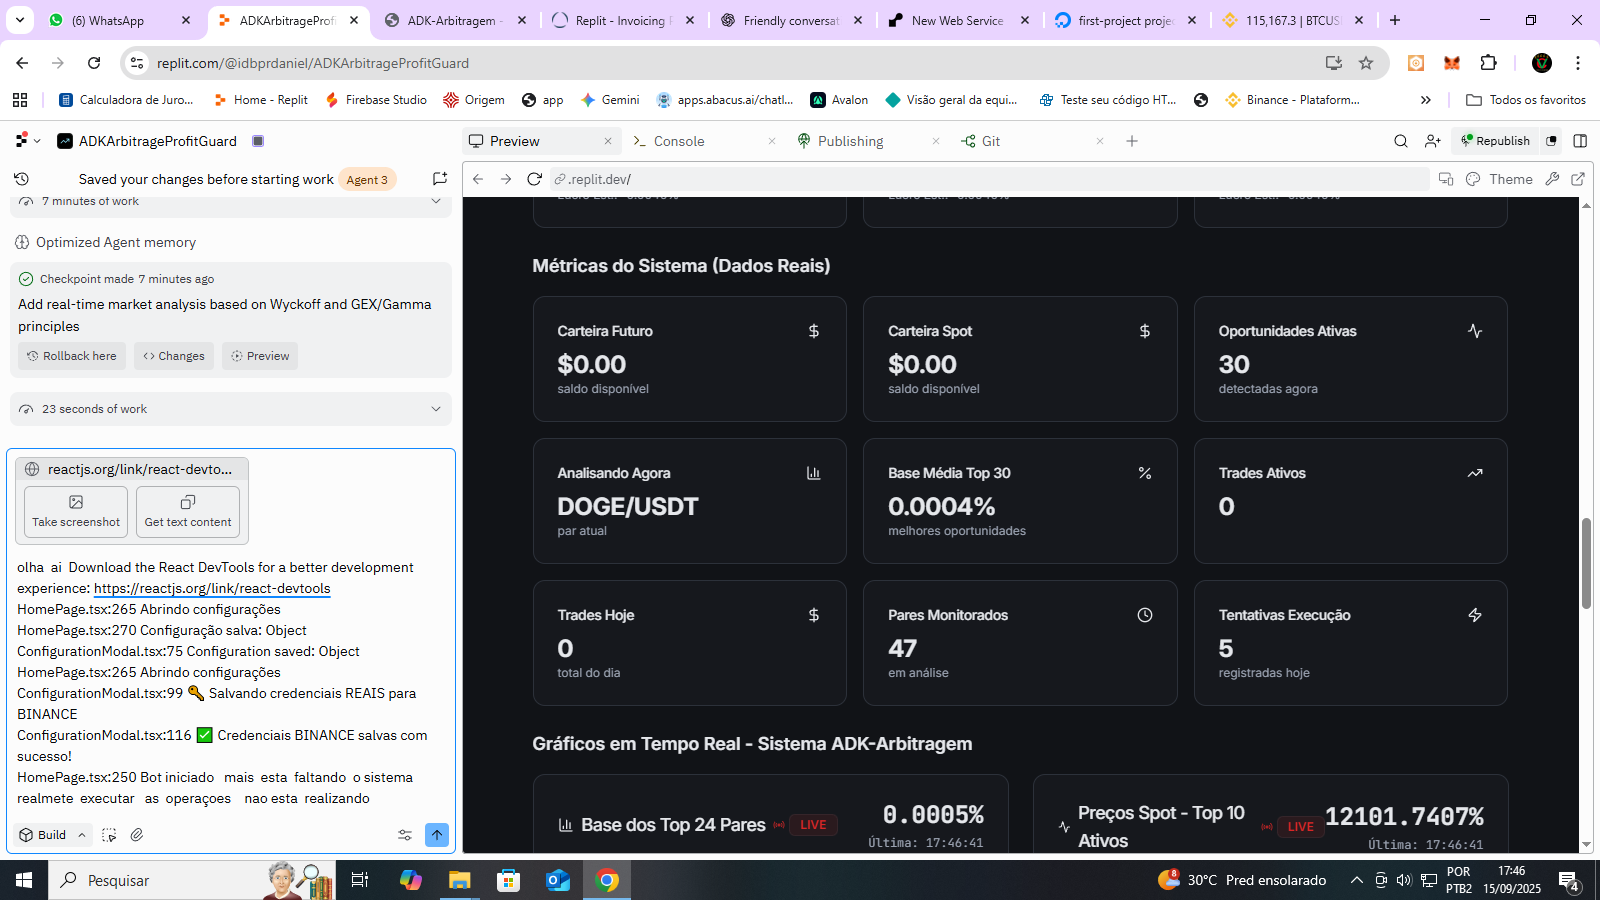 (1) WhatsApp
ADKArbitrageProfi
ADK-Arbitragem -
Replit - Invoicing
Friendly conversat
New Web Service
first-project proje
115,167.3 | BTCUS
replit.com/@idbprdaniel/ADKArbitrageProfitGuard
Calculadora de Juro...
Home - Replit
Firebase Studio
Origem
app
Gemini
apps.abacus.ai/chatl...
Avalon
Visão geral da equi...
Teste seu código HT...
Binance - Plataform...
Todos os favoritos
ADKArbitrageProfitGuard
Preview
Console
Publishing
Git
Republish
Saved your changes before starting work Agent 3
.replit.dev/
Theme
7 minutes of work
Optimized Agent memory
Checkpoint made 7 minutes ago
Add real-time market analysis based on Wyckoff and GEX/Gamma
principles
Rollback here
Changes
Preview
23 seconds of work
reactjs.org/link/react-devto...
Take screenshot
Get text content
olha ai Download the React DevTools for a better development
experience: https://reactjs.org/link/react-devtools
HomePage.tsx:265 Abrindo configurações
HomePage.tsx:270 Configuração salva: Object
ConfigurationModal.tsx:75 Configuration saved: Object
HomePage.tsx:265 Abrindo configurações
ConfigurationModal.tsx:99 🔑 Salvando credenciais REAIS para
BINANCE
ConfigurationModal.tsx:116 ✅ Credenciais BINANCE salvas com
sucesso!
HomePage.tsx:250 Bot iniciado mais esta faltando o sistema
realmete executar as operaçoes nao esta realizando
Build
Métricas do Sistema (Dados Reais)
Carteira Futuro
$0.00
saldo disponível
Carteira Spot
$0.00
saldo disponível
Oportunidades Ativas
30
detectadas agora
Analisando Agora
DOGE/USDT
par atual
Base Média Top 30
0.0004%
melhores oportunidades
Trades Ativos
0
Trades Hoje
0
total do dia
Pares Monitorados
47
em análise
Tentativas Execução
5
registradas hoje
Gráficos em Tempo Real - Sistema ADK-Arbitragem
Base dos Top 24 Pares
LIVE
0.0005%
Última: 17:46:41
Preços Spot - Top 10
Ativos
LIVE
12101.7407%
Última: 17:46:41
Pesquisar
8
30°C Pred ensolarado
POR
PTB2
17:46
15/09/2025
4